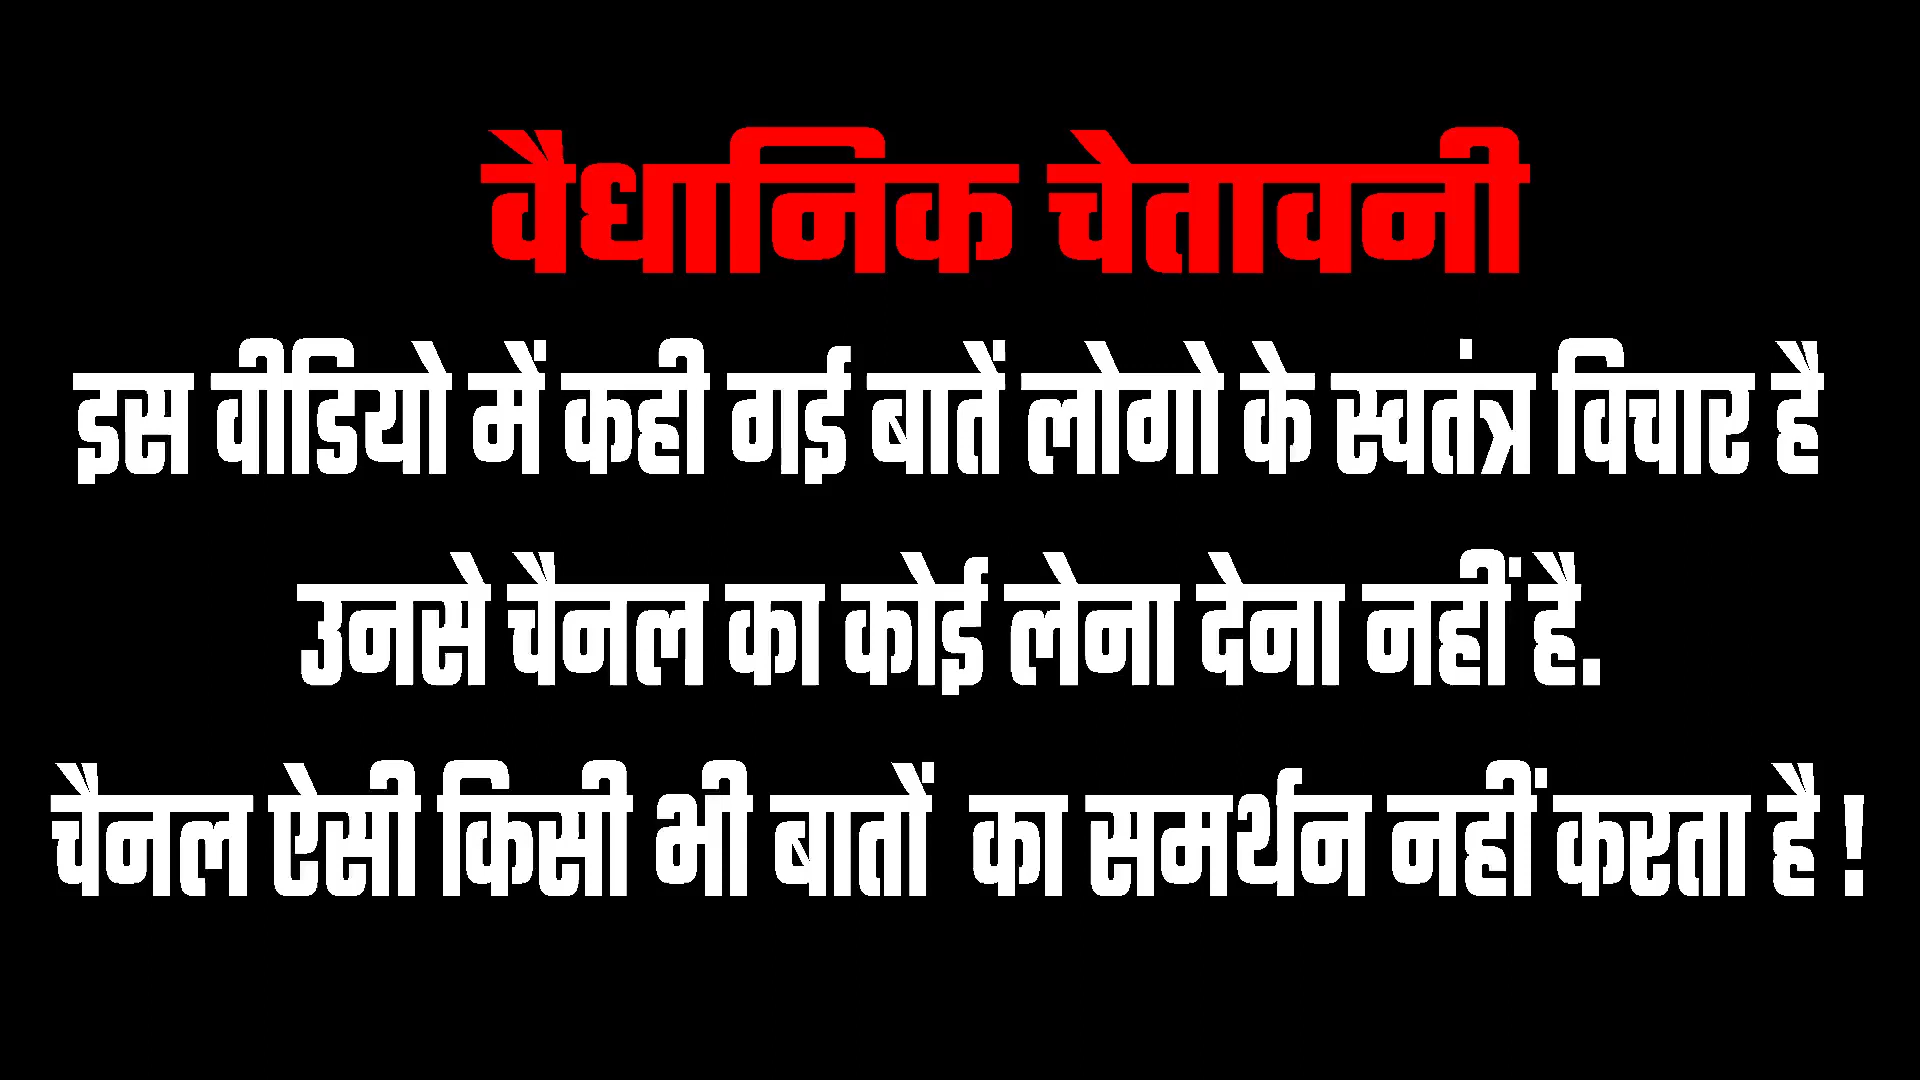 वैधानिक चेतावनी
इस वीडियो में कही गई बातें लोगो के स्वतंत्र विचार है
उनसे चैनल का कोई लेना देना नहीं है.
चैनल ऐसी किसी भी बातों का समर्थन नहीं करता है !